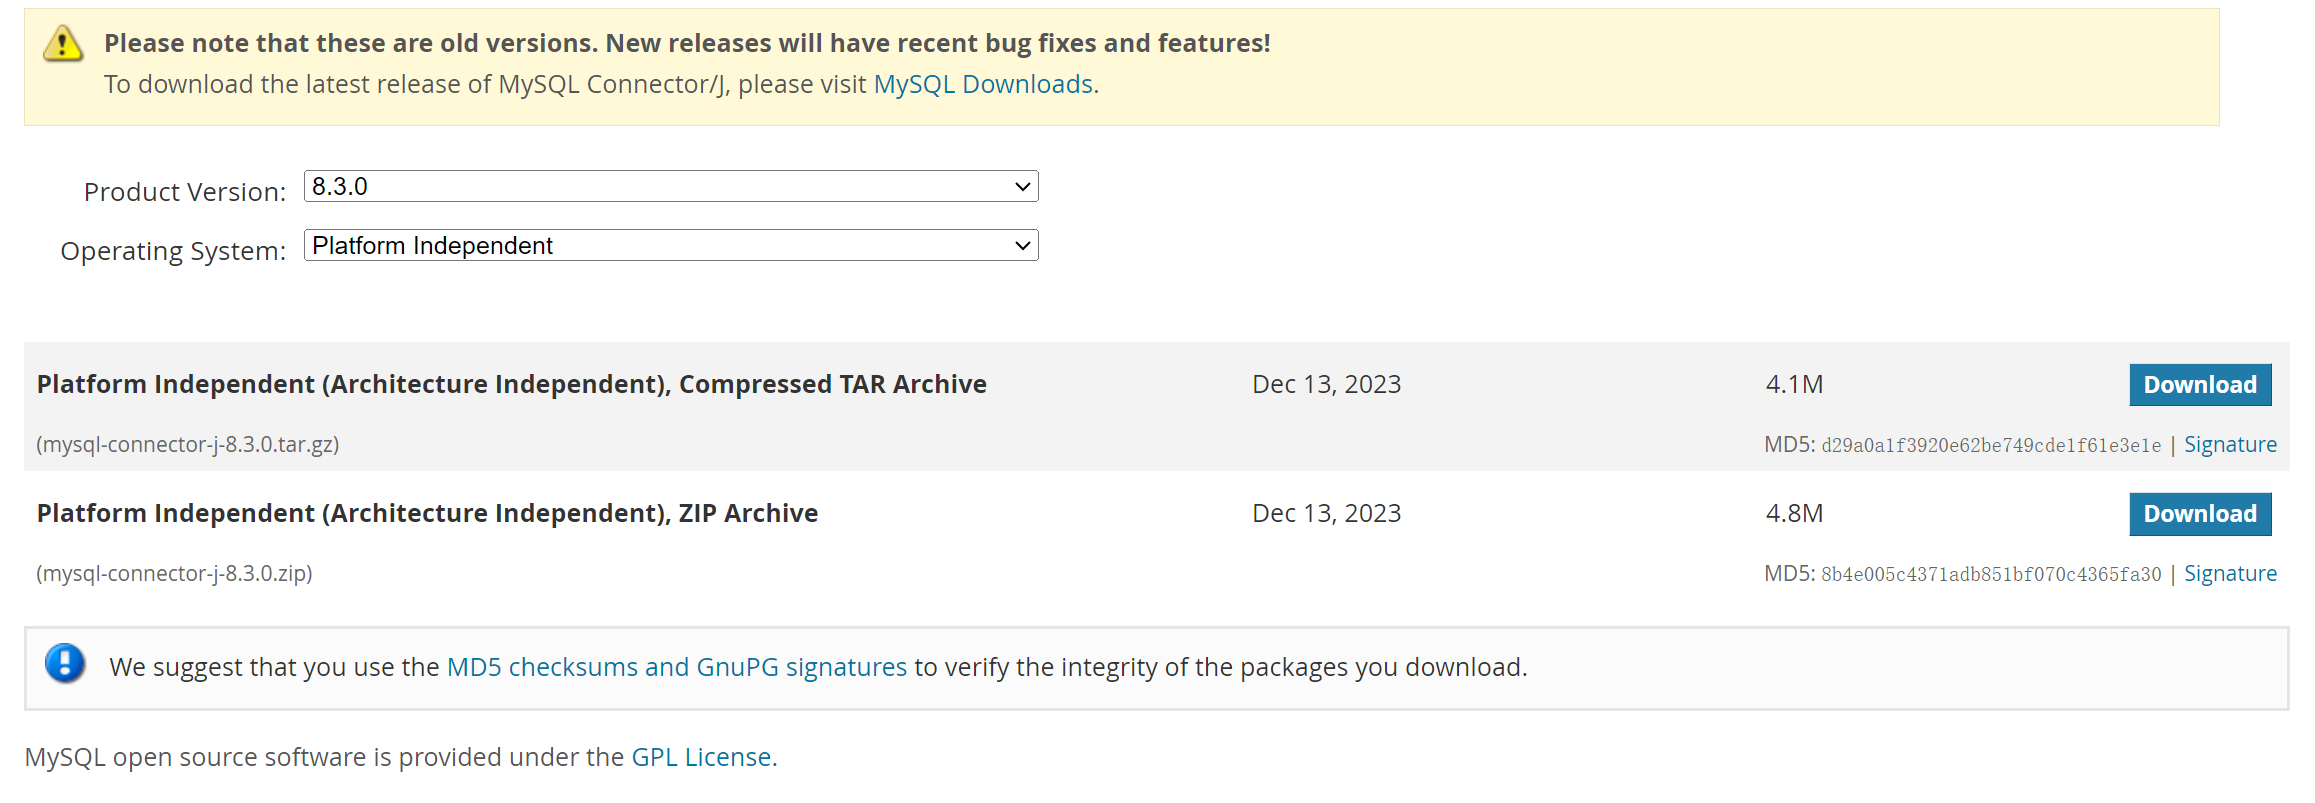 Please note that these are old versions. New releases will have recent bug fixes and features!
To download the latest release of MySQL Connector/J, please visit MySQL Downloads.
Product Version: 8.3.0
Operating System: Platform Independent
Platform Independent (Architecture Independent), Compressed TAR Archive Dec 13, 2023 4.1M Download
(mysql-connector-j-8.3.0.tar.gz) MD5: d29a0a1f3920e62be749cde1f61e3e1e | Signature
Platform Independent (Architecture Independent), ZIP Archive Dec 13, 2023 4.8M Download
(mysql-connector-j-8.3.0.zip) MD5: 8b4e005c4371adb851bf070c4365fa30 | Signature
We suggest that you use the MD5 checksums and GnuPG signatures to verify the integrity of the packages you download.
MySQL open source software is provided under the GPL License.